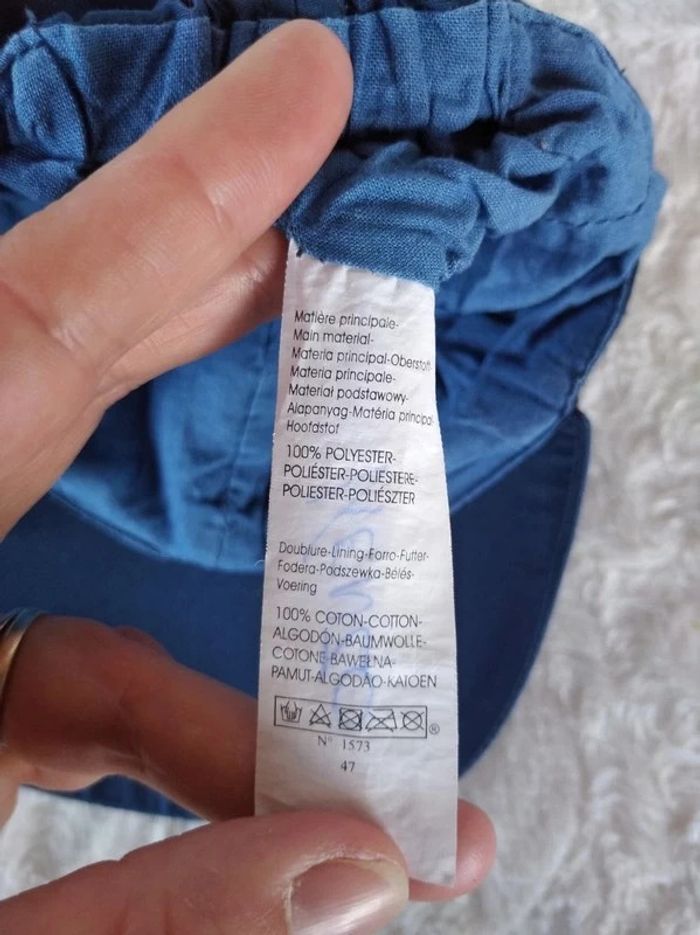 Matière principale-
Main material-
Materia principal-Oberstoff-
Materia principale-
Materiał podstawowy-
Alapanyag-Matéria principal
Hoofdstof
100% POLYESTER-
POLIÉSTER-POLIESTERE-
POLIESTER-POLIÉSZTER
Doublure-Lining-Forro-Futter-
Fodera-Podszewka-Bélés-
Voering
100% COTON-COTTON-
ALGODÓN-BAUMWOLLE-
COTONE-BAWEŁNA-
PAMUT-ALGODÃO-KATOEN
®
N° 1573
47